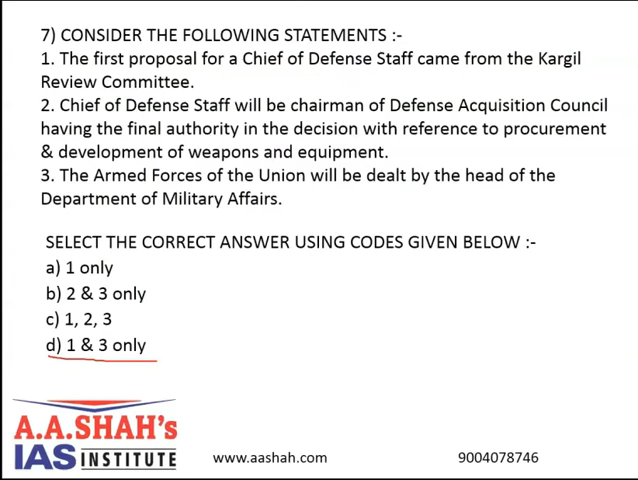 7) CONSIDER THE FOLLOWING STATEMENTS :-
1. The first proposal for a Chief of Defense Staff came from the Kargil
Review Committee.
2. Chief of Defense Staff will be chairman of Defense Acquisition Council
having the final authority in the decision with reference to procurement
& development of weapons and equipment.
3. The Armed Forces of the Union will be dealt by the head of the
Department of Military Affairs.
SELECT THE CORRECT ANSWER USING CODES GIVEN BELOW :-
a) 1 only
b) 2 & 3 only
c) 1, 2, 3
d) 1 & 3 only
A.A.SHAH's
IAS INSTITUTE
www.aashah.com
9004078746